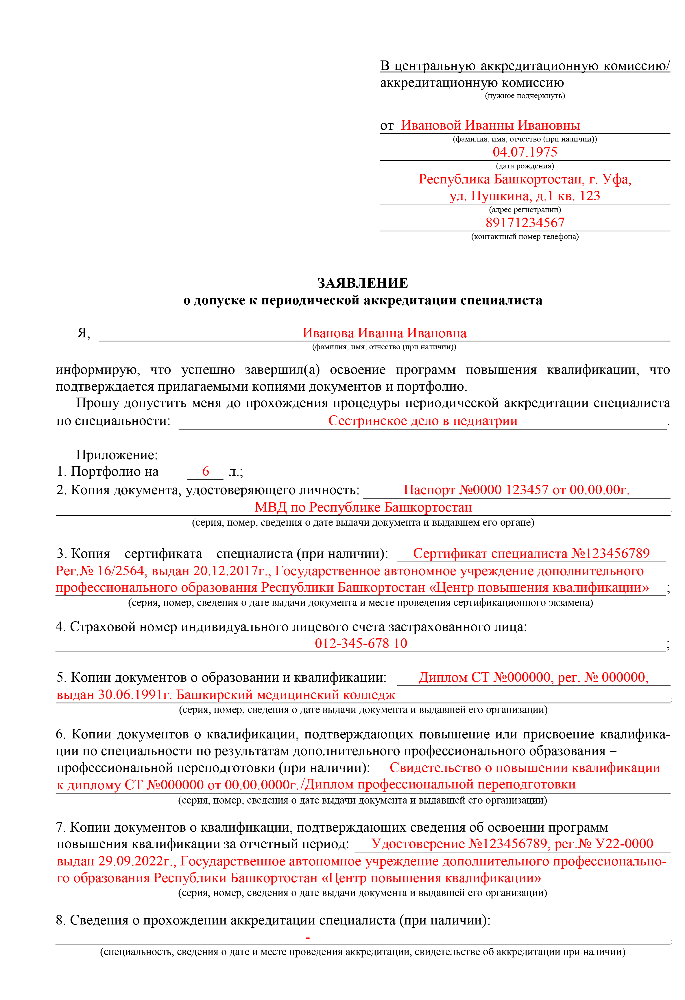 В центральную аккредитационную комиссию/
аккредитационную комиссию
(нужное подчеркнуть)
от Ивановой Иванны Ивановны
(фамилия, имя, отчество (при наличии))
04.07.1975
(дата рождения)
Республика Башкортостан, г. Уфа,
ул. Пушкина, д.1 кв. 123
(адрес регистрации)
89171234567
(контактный номер телефона)
ЗАЯВЛЕНИЕ
о допуске к периодической аккредитации специалиста
Я, Иванова Иванна Ивановна
(фамилия, имя, отчество (при наличии))
информирую, что успешно завершил(а) освоение программ повышения квалификации, что
подтверждается прилагаемыми копиями документов и портфолио.
Прошу допустить меня до прохождения процедуры периодической аккредитации специалиста
по специальности: Сестринское дело в педиатрии.
Приложение:
1. Портфолио на 6 л.;
2. Копия документа, удостоверяющего личность: Паспорт №0000 123457 от 00.00.00г.
МВД по Республике Башкортостан
(серия, номер, сведения о дате выдачи документа и выдавшем его органе)
3. Копия сертификата специалиста (при наличии): Сертификат специалиста №123456789
Рег.№ 16/2564, выдан 20.12.2017г., Государственное автономное учреждение дополнительного
профессионального образования Республики Башкортостан «Центр повышения квалификации» ;
(серия, номер, сведения о дате выдачи документа и месте проведения сертификационного экзамена)
4. Страховой номер индивидуального лицевого счета застрахованного лица:
012-345-678 10 ;
5. Копии документов о образовании и квалификации: Диплом СТ №000000, рег. № 000000,
выдан 30.06.1991г. Башкирский медицинский колледж
(серия, номер, сведения о дате выдачи документа и выдавшей его организации)
6. Копии документов о квалификации, подтверждающих повышение или присвоение квалифика-
ции по специальности по результатам дополнительного профессионального образования –
профессиональной переподготовки (при наличии): Свидетельство о повышении квалификации
к диплому СТ №000000 от 00.00.0000г. /Диплом профессиональной переподготовки
(серия, номер, сведения о дате выдачи документа и выдавшей его организации)
7. Копии документов о квалификации, подтверждающих сведения об освоении программ
повышения квалификации за отчетный период: Удостоверение №123456789, рег.№ У22-0000
выдан 29.09.2022г., Государственное автономное учреждение дополнительного профессионально-
го образования Республики Башкортостан «Центр повышения квалификации»
(серия, номер, сведения о дате выдачи документа и выдавшей его организации)
8. Сведения о прохождении аккредитации специалиста (при наличии):
-
(специальность, сведения о дате и месте проведения аккредитации, свидетельстве об аккредитации при наличии)